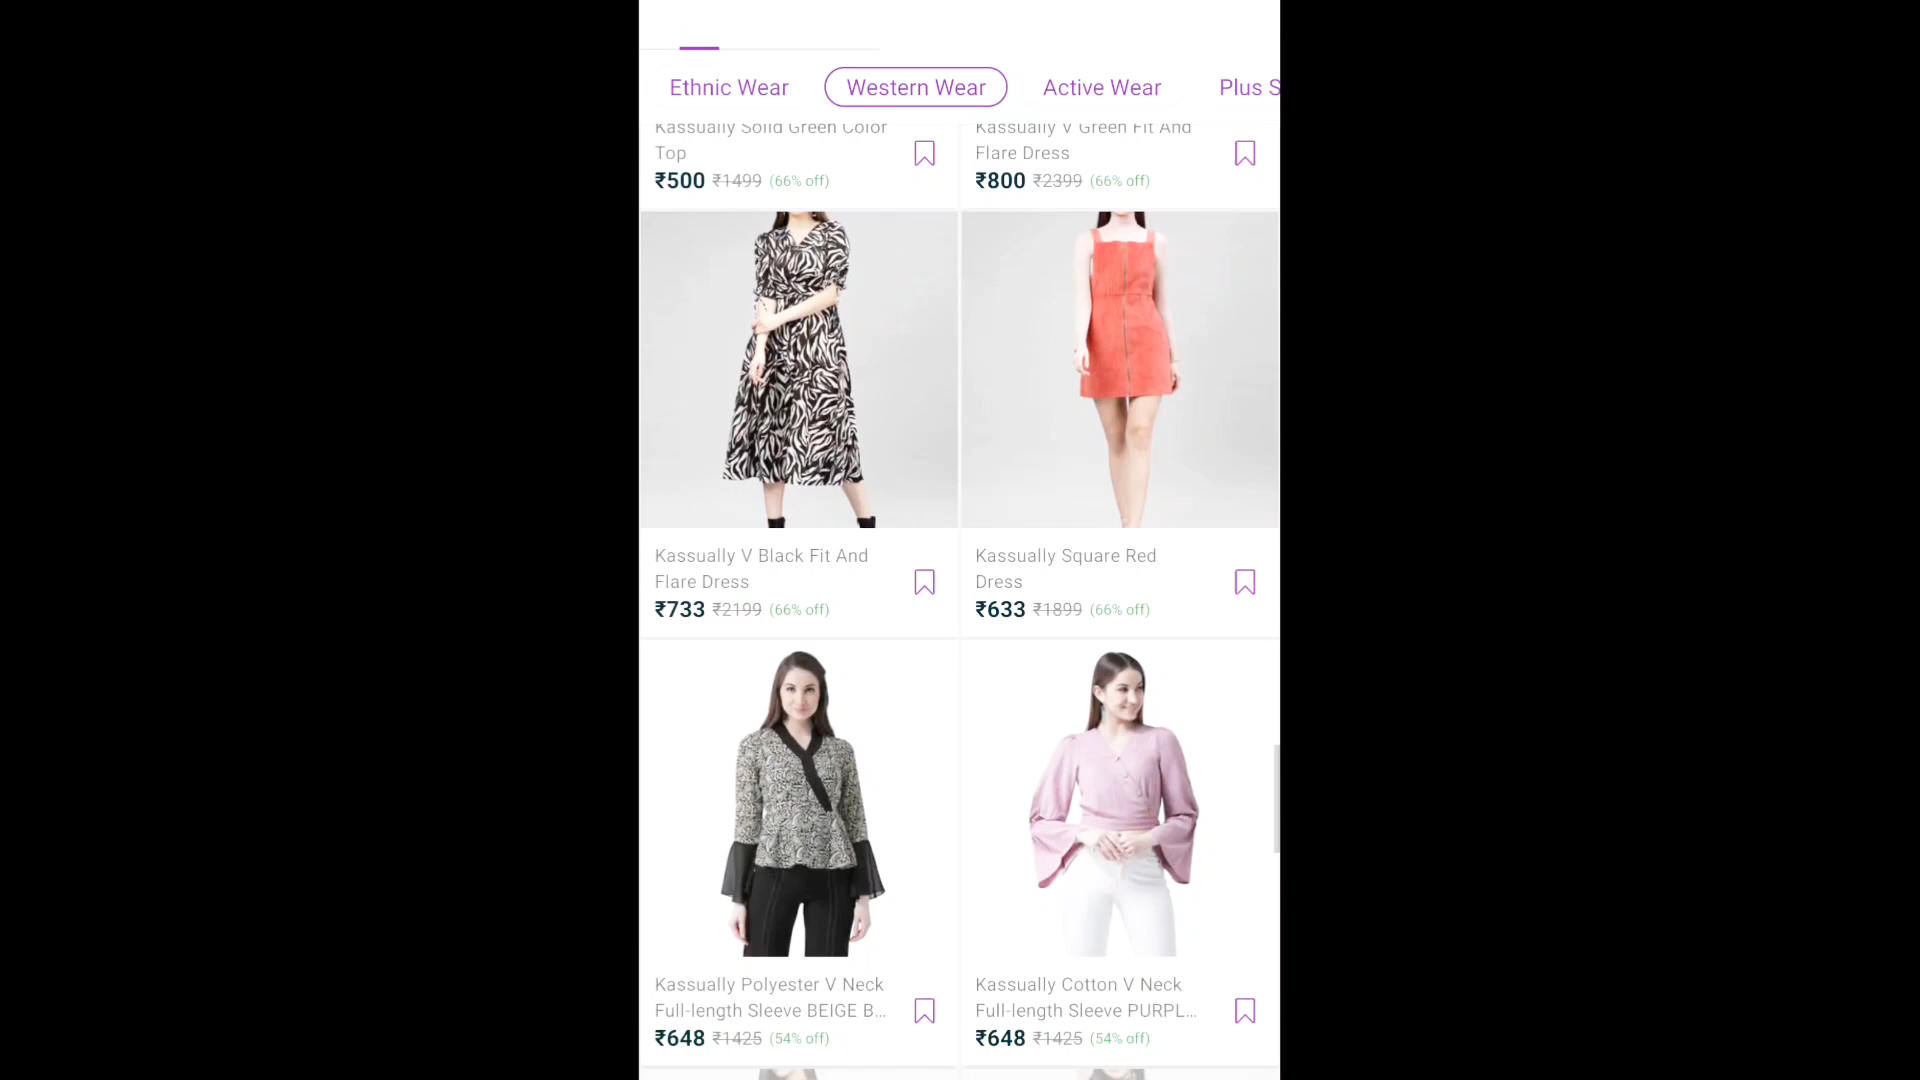 Ethnic Wear
Western Wear
Active Wear
Plus S
Kassually Solid Green Color
Top
₹500 ₹1499 (66% off)
Kassually V Green Fit And
Flare Dress
₹800 ₹2399 (66% off)
Kassually V Black Fit And
Flare Dress
₹733 ₹2199 (66% off)
Kassually Square Red
Dress
₹633 ₹1899 (66% off)
Kassually Polyester V Neck
Full-length Sleeve BEIGE B...
₹648 ₹1425 (54% off)
Kassually Cotton V Neck
Full-length Sleeve PURPL...
₹648 ₹1425 (54% off)